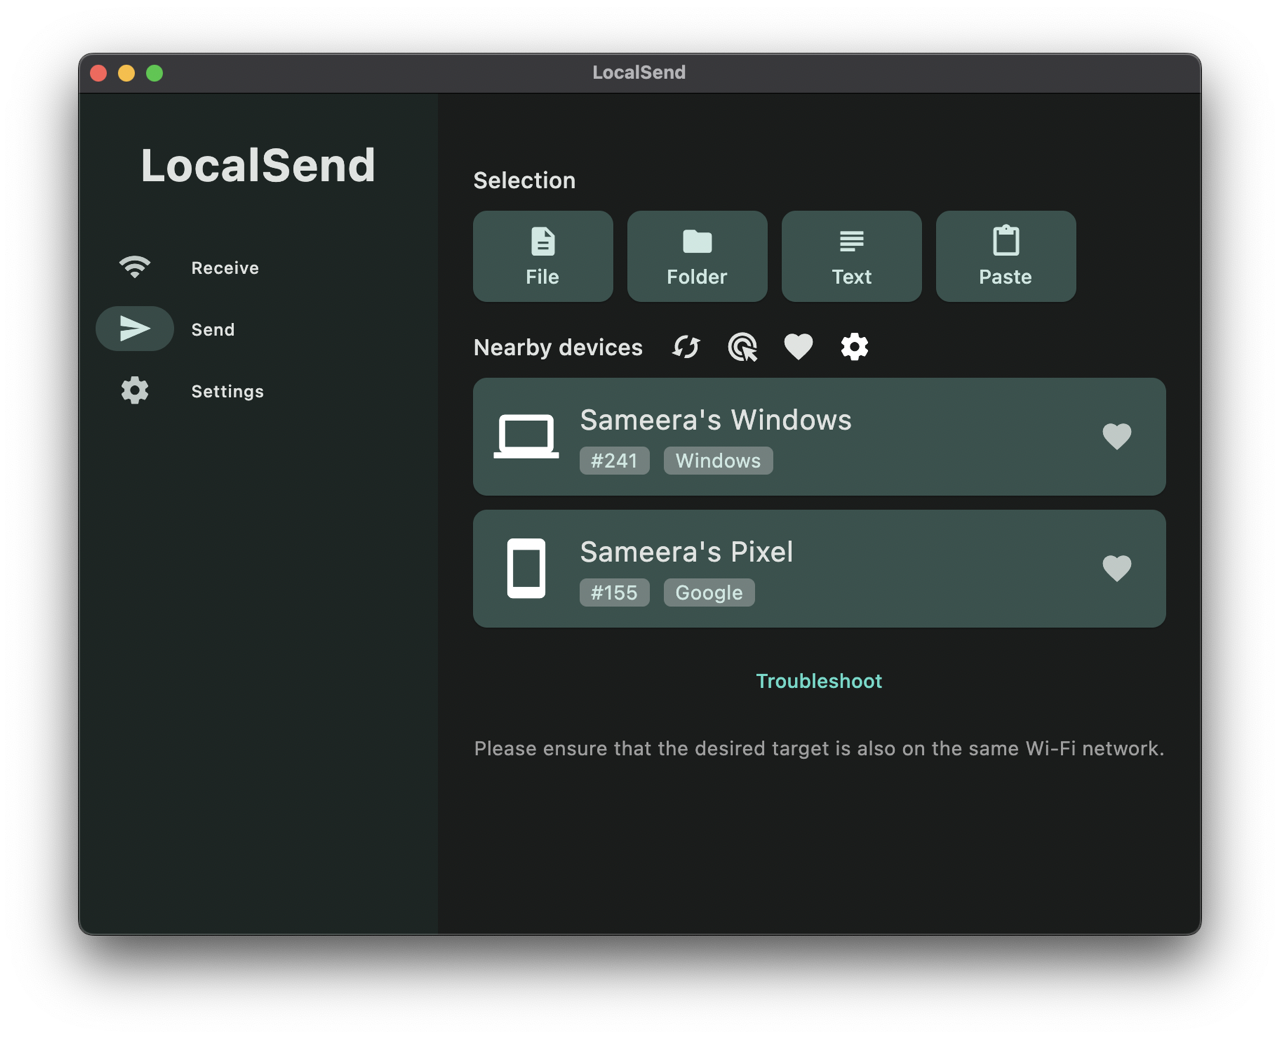 LocalSend
LocalSend
Receive
Send
Settings
Selection
File
Folder
Text
Paste
Nearby devices
Sameera's Windows
#241 Windows
Sameera's Pixel
#155 Google
Troubleshoot
Please ensure that the desired target is also on the same Wi-Fi network.